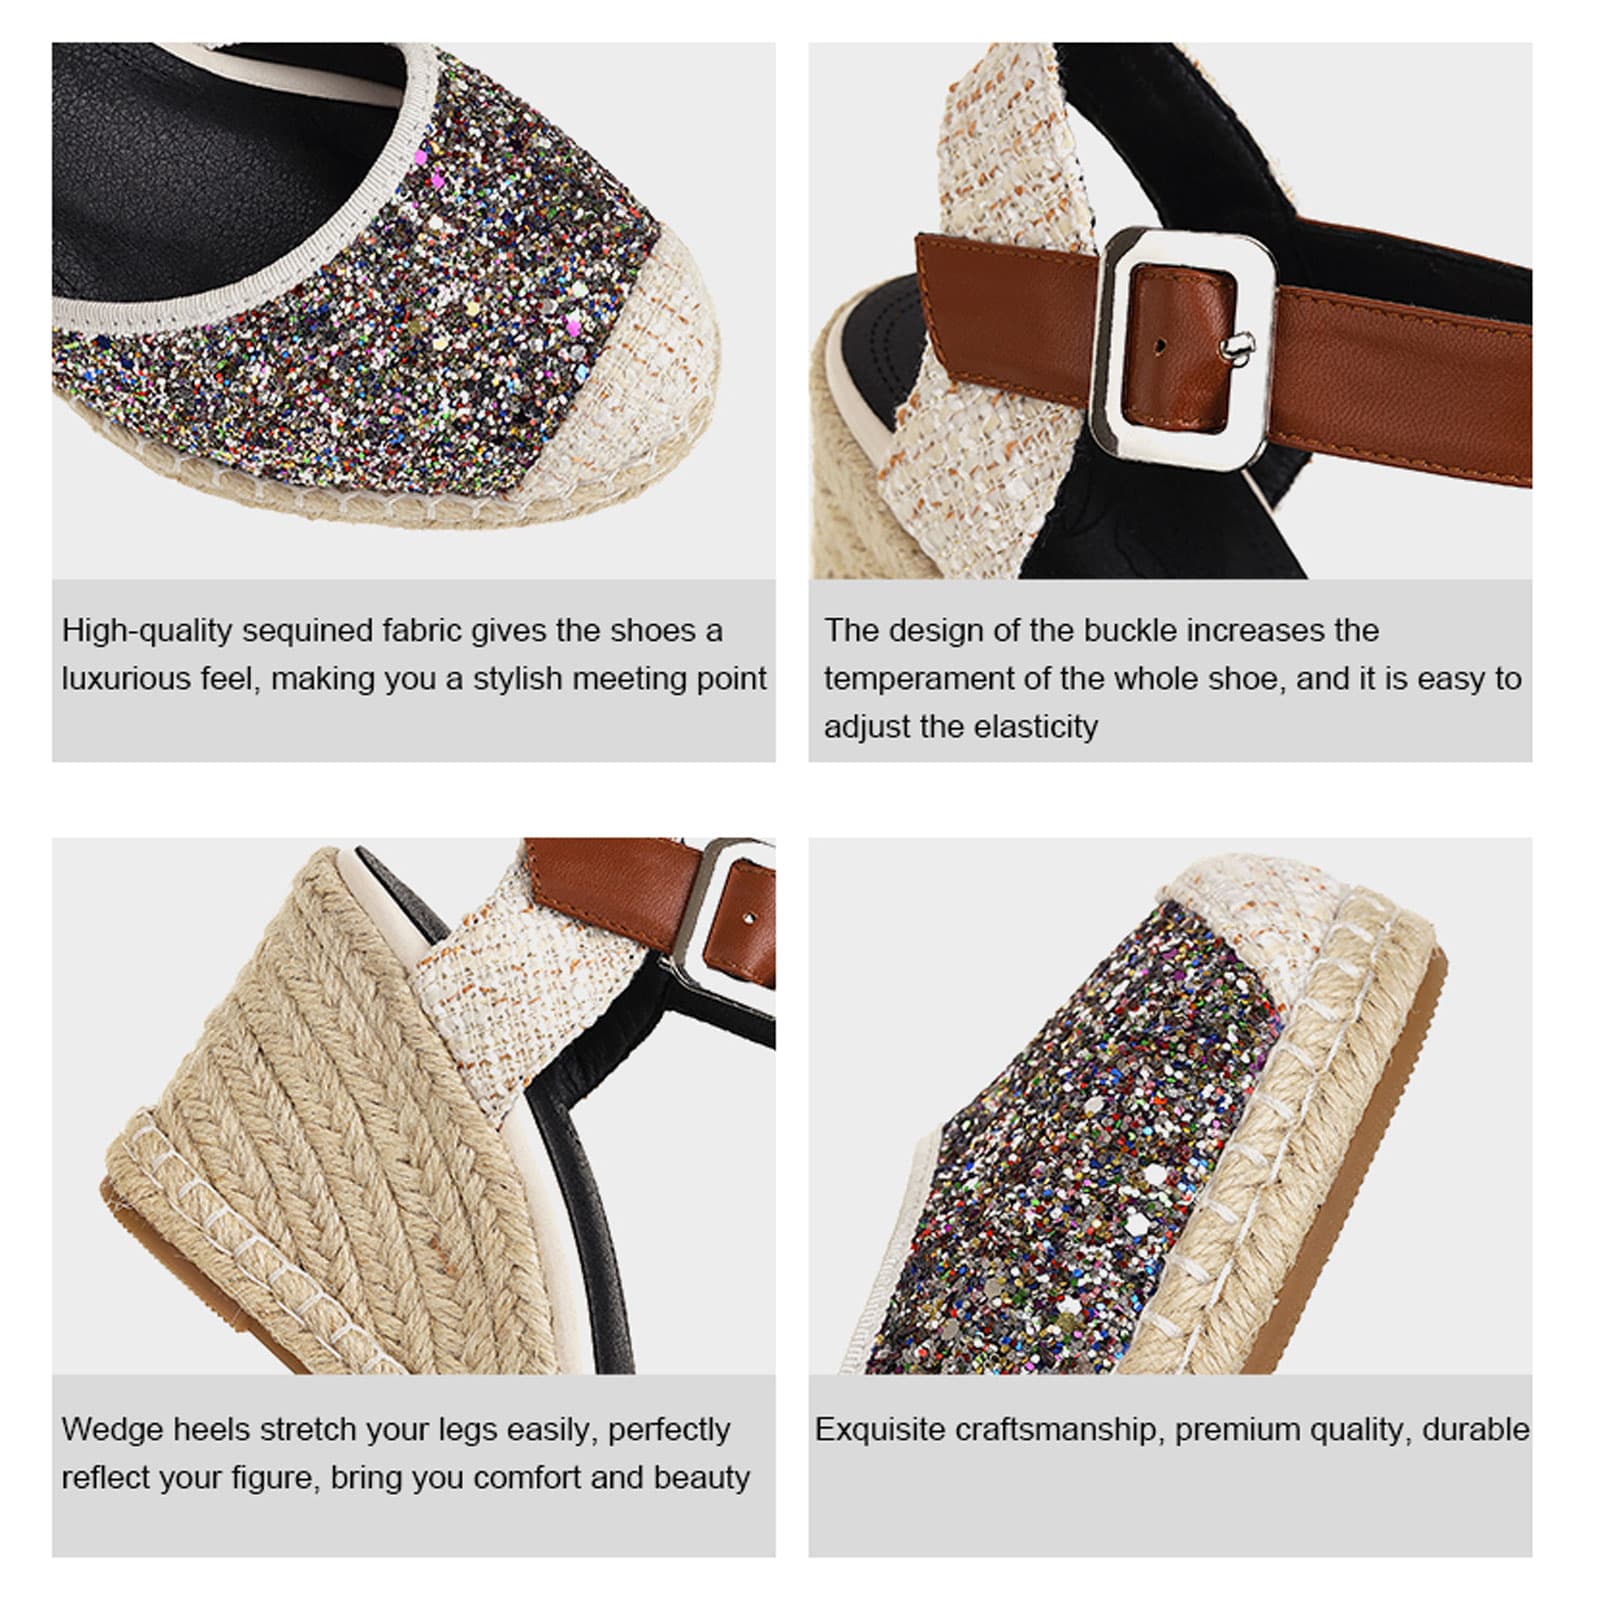 High-quality sequined fabric gives the shoes a
luxurious feel, making you a stylish meeting point
The design of the buckle increases the
temperament of the whole shoe, and it is easy to
adjust the elasticity
Wedge heels stretch your legs easily, perfectly
reflect your figure, bring you comfort and beauty
Exquisite craftsmanship, premium quality, durable